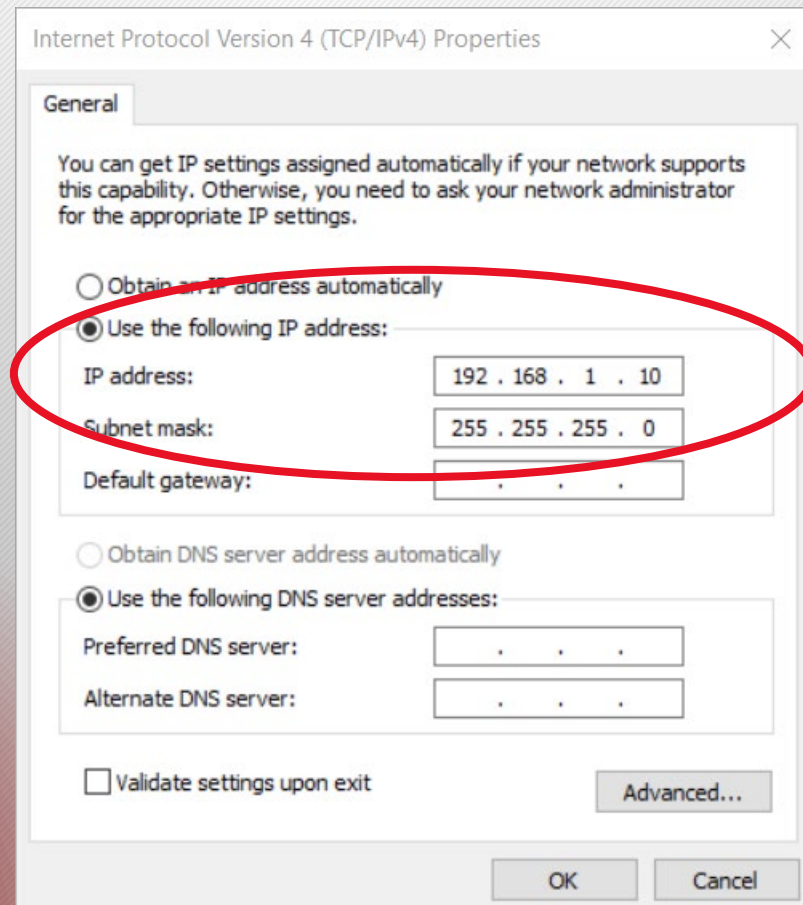 Internet Protocol Version 4 (TCP/IPv4) Properties
General
You can get IP settings assigned automatically if your network supports
this capability. Otherwise, you need to ask your network administrator
for the appropriate IP settings.
Obtain an IP address automatically
Use the following IP address:
IP address: 192 . 168 . 1 . 10
Subnet mask: 255 . 255 . 255 . 0
Default gateway: . . .
Obtain DNS server address automatically
Use the following DNS server addresses:
Preferred DNS server: . . .
Alternate DNS server: . . .
Validate settings upon exit
Advanced...
OK Cancel